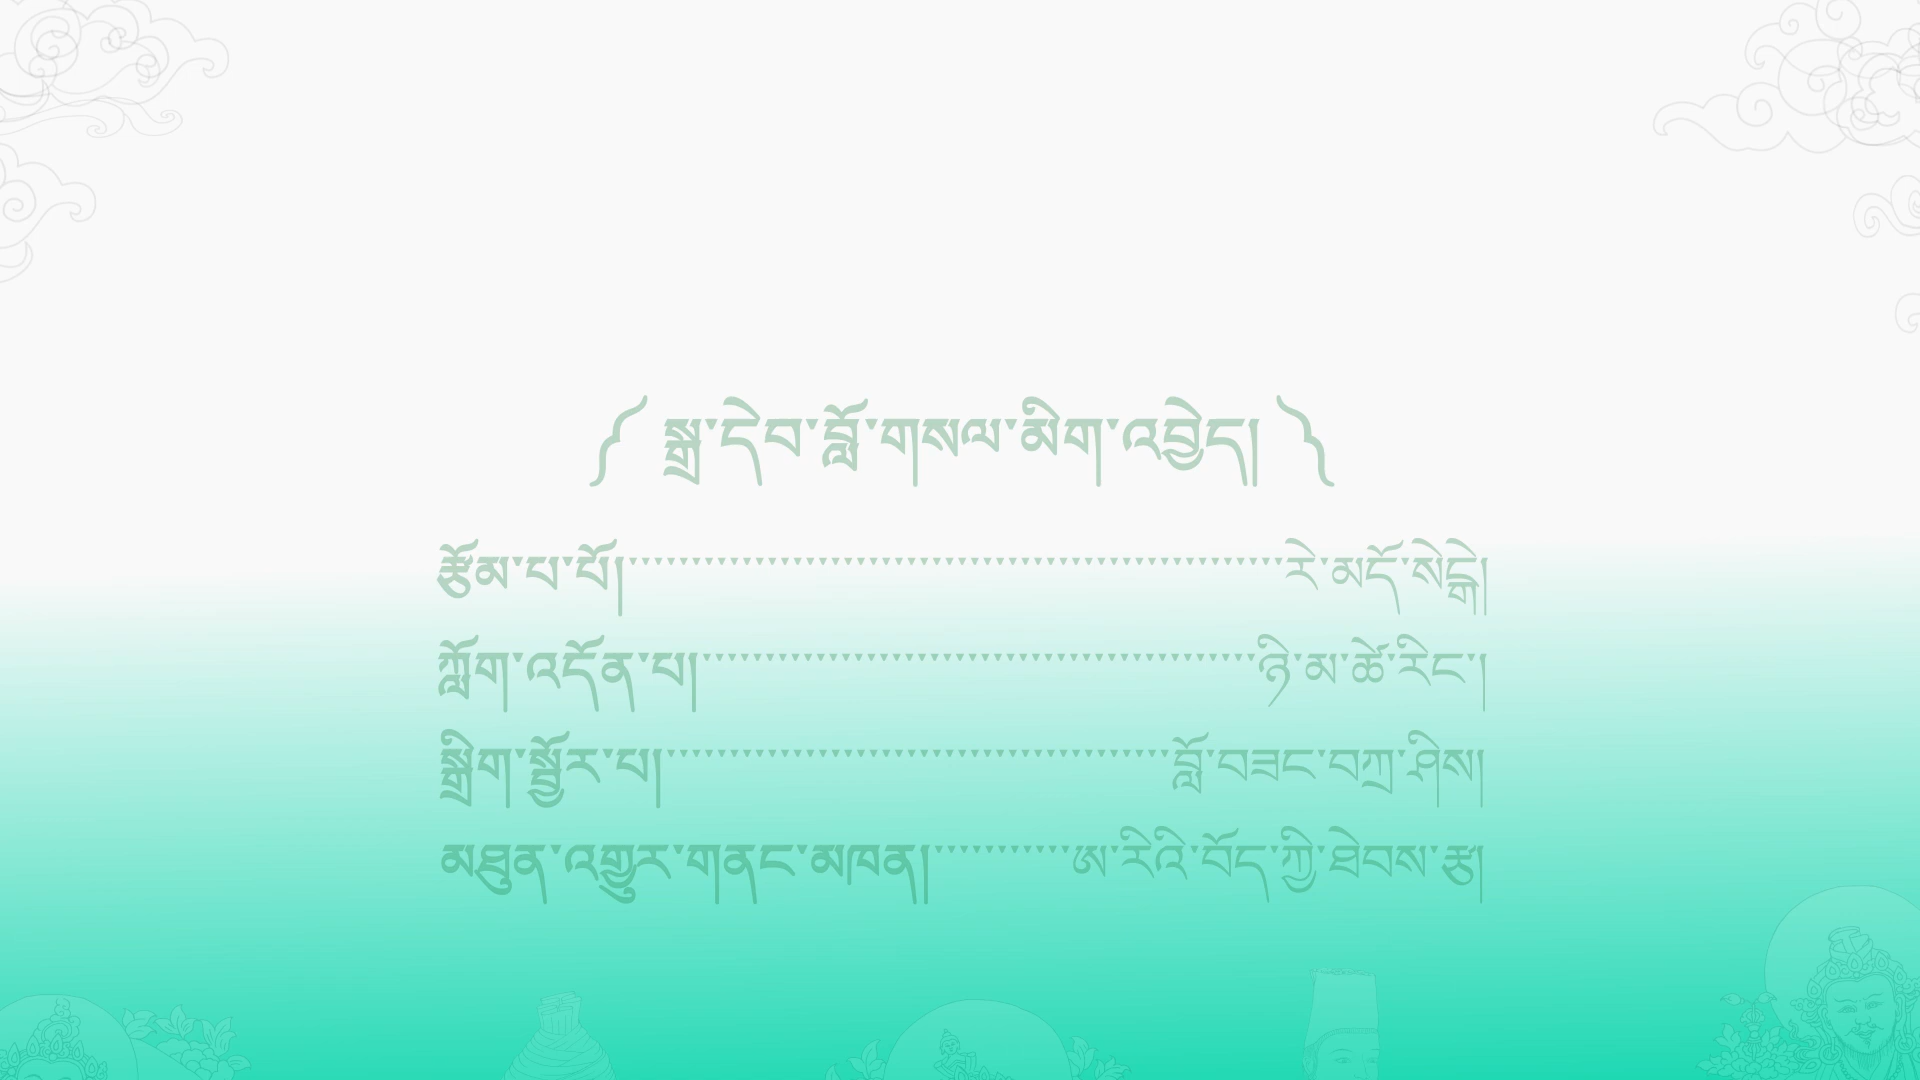 ༼ སྒྲ་དེབ་བློ་གསལ་མིག་འབྱེད། ༽
རྩོམ་པ་པོ།་་་་་་་་་་་་་་་་་་་་་་་་་་་་་་་་་་་་་་་་་་་་་་་་་་་་་རེ་མདོ་སེངྒེ།
ཀློག་འདོན་པ།་་་་་་་་་་་་་་་་་་་་་་་་་་་་་་་་་་་་་་་་་་་་་ཉི་མ་ཚེ་རིང་།
སྒྲིག་སྦྱོར་པ།་་་་་་་་་་་་་་་་་་་་་་་་་་་་་་་་་་་་་་་་་བློ་བཟང་བཀྲ་ཤིས།
མཐུན་འགྱུར་གནང་མཁན།་་་་་་་་་་་ཨ་རིའི་བོད་ཀྱི་ཐེབས་རྩ།